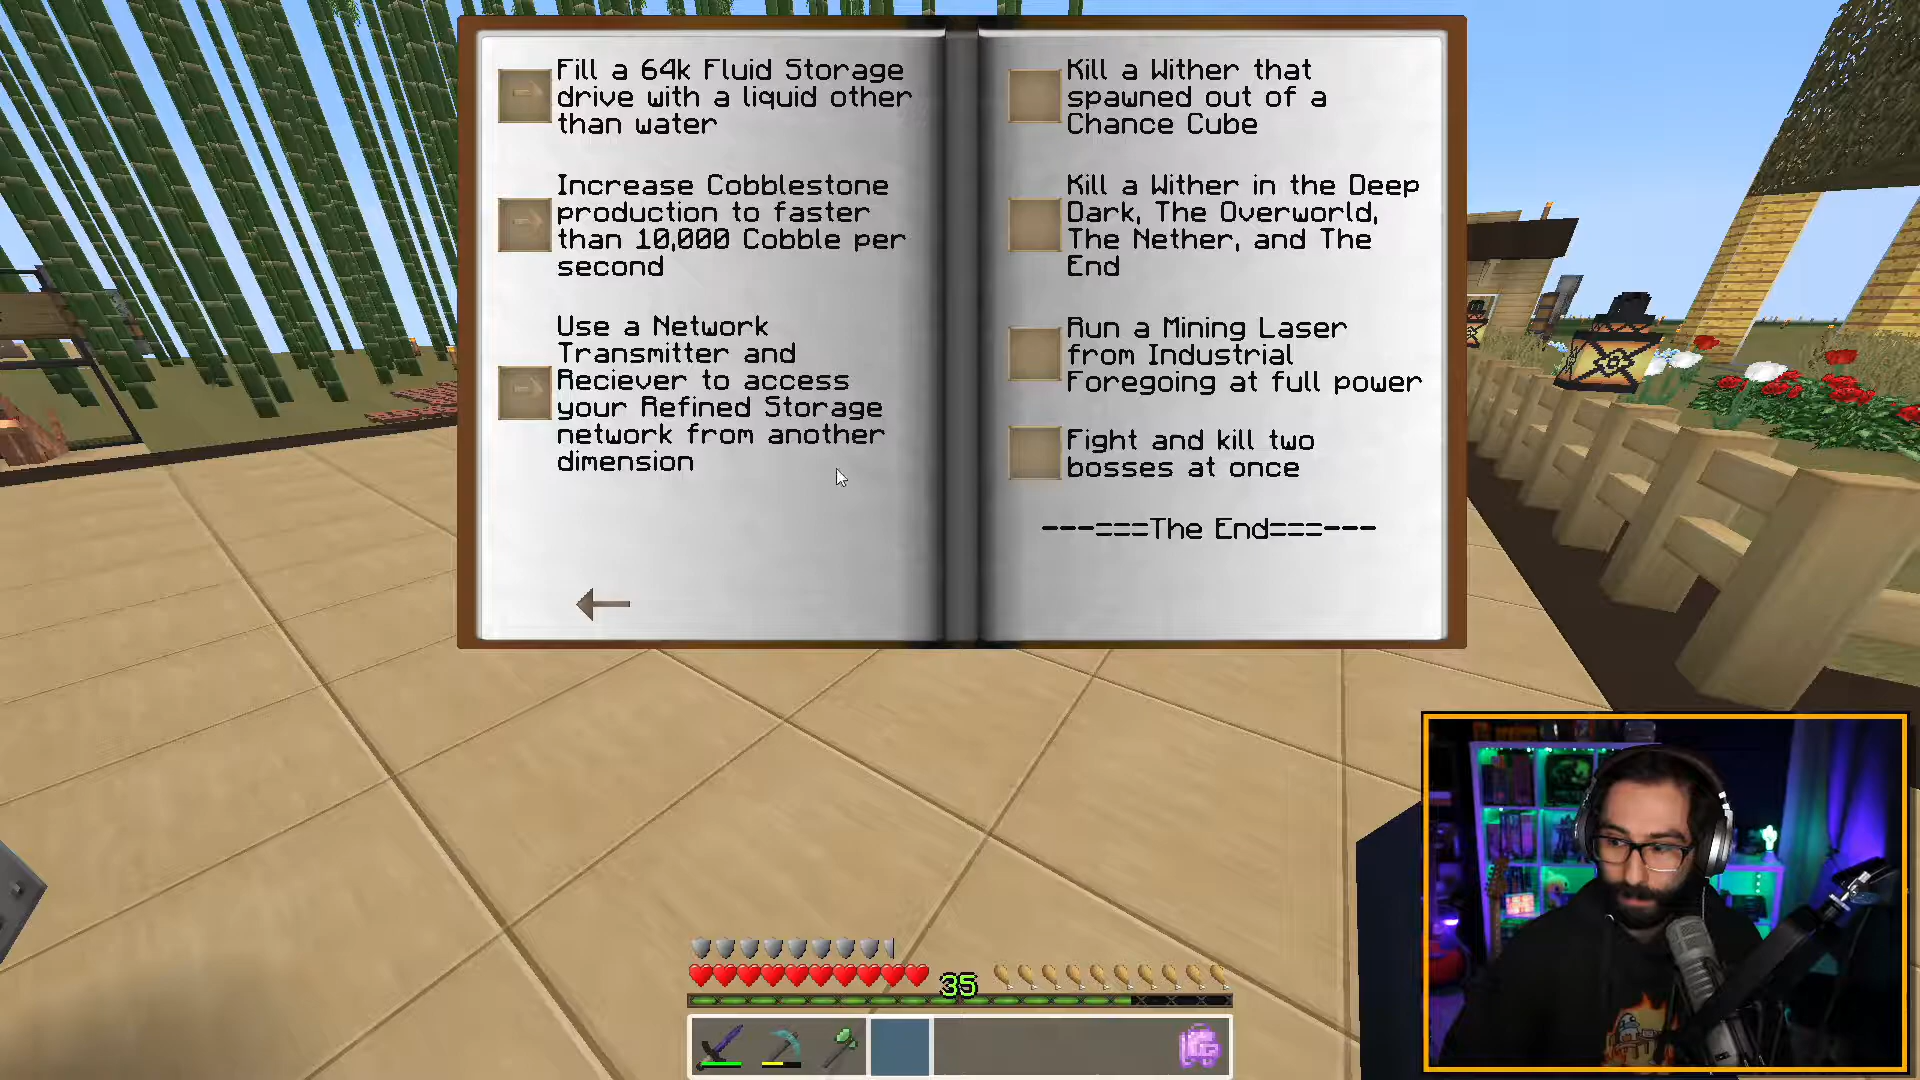 Fill a 64k Fluid Storage
drive with a liquid other
than water
Increase Cobblestone
production to faster
than 10,000 Cobble per
second
Use a Network
Transmitter and
Reciever to access
your Refined Storage
network from another
dimension
Kill a Wither that
spawned out of a
Chance Cube
Kill a Wither in the Deep
Dark, The Overworld,
The Nether, and The
End
Run a Mining Laser
from Industrial
Foregoing at full power
Fight and kill two
bosses at once
---===The End===---
35